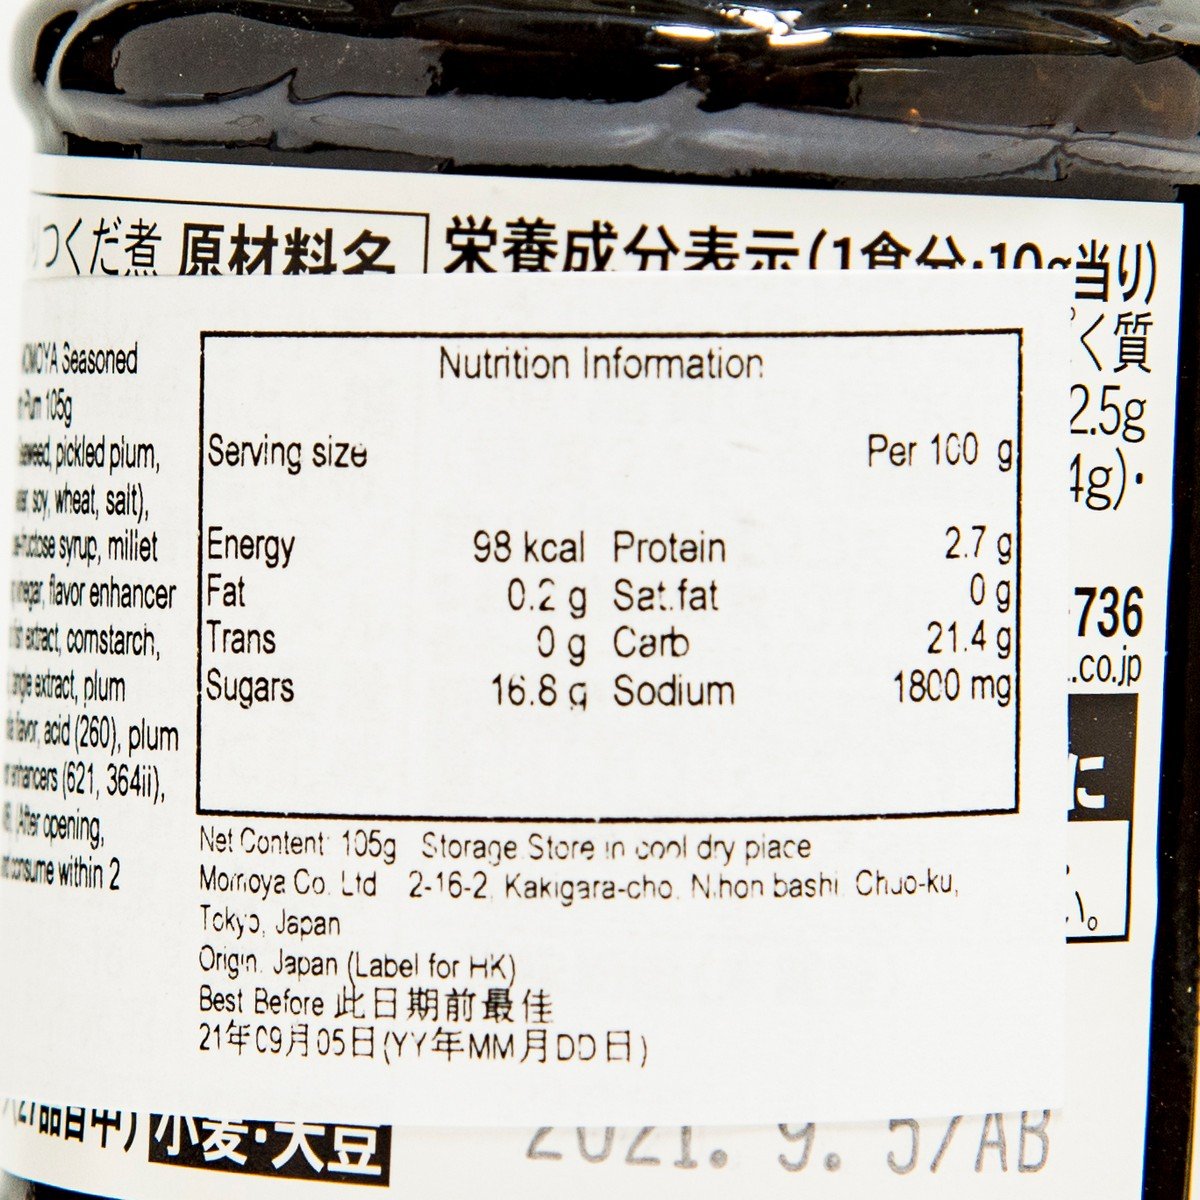 つくだ煮 原材料名 栄養成分表示(1食分・10g当り)
く質
2.5g
4g)・
736
.co.jp
た
い。
Seasoned
105g
pickled plum,
soy, wheat, salt),
syrup, millet
flavor enhancer
extract, cornstarch,
extract, plum
flavor, acid (260), plum
(621, 364ii),
After opening,
consume within 2
Nutrition Information
Serving size Per 100 g
Energy 98 kcal Protein 2.7 g
Fat 0.2 g Sat.fat 0 g
Trans 0 g Carb 21.4 g
Sugars 16.8 g Sodium 1800 mg
Net Content: 105g Storage:Store in cool dry place
Momoya Co. Ltd 2-16-2, Kakigara-cho, Nihon bashi, Chuo-ku,
Tokyo, Japan
Origin: Japan (Label for HK)
Best Before 此日期前最佳
21年09月05日(YY年MM月DD日)
品目中) 小麦・大豆
2021. 9. 5/AB